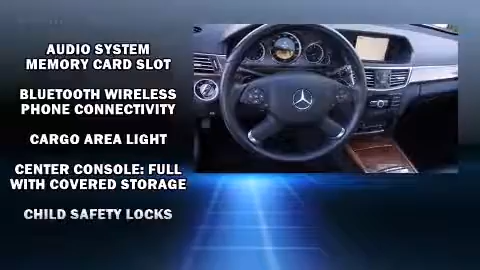 AUDIO SYSTEM
MEMORY CARD SLOT
BLUETOOTH WIRELESS
PHONE CONNECTIVITY
CARGO AREA LIGHT
CENTER CONSOLE: FULL
WITH COVERED STORAGE
CHILD SAFETY LOCKS